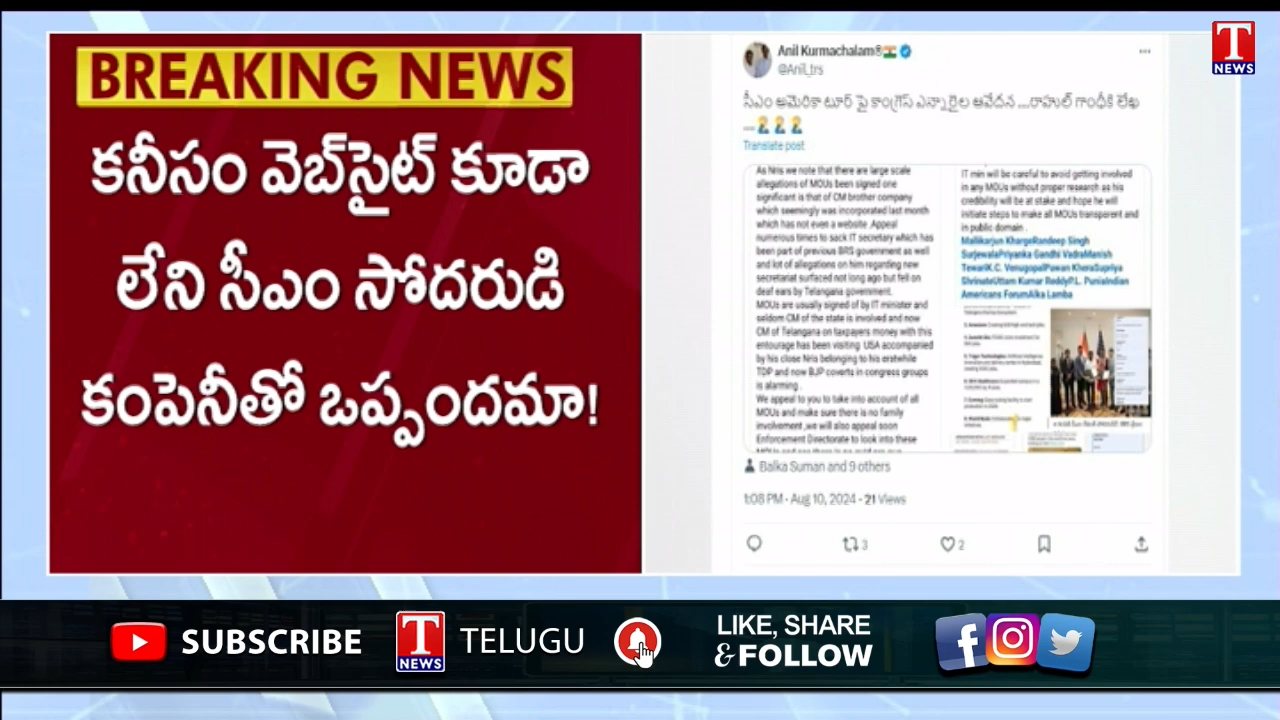 BREAKING NEWS
కనీసం వెబ్‌సైట్ కూడా
లేని సీఎం సోదరుడి
కంపెనీతో ఒప్పందమా!
T
NEWS
Anil Kurmachalam
@Anil_trs
సీఎం అమెరికా టూర్ పై కాంగ్రెస్ ఎన్నారైల ఆవేదన ....రాహుల్ గాంధీకి లేఖ
....
Translate post
As Nris we note that there are large scale
allegations of MOUs been signed one
significant is that of CM brother company
which seemingly was incorporated last month
which has not even a website .Appeal
numerous times to sack IT secretary which has
been part of previous BRS government as well
and lot of allegations on him regarding new
secretariat surfaced not long ago but fell on
deaf ears by Telangana government.
MOUs are usually signed of by IT minister and
seldom CM of the state is involved and now
CM of Telangana on taxpayers money with this
entourage has been visiting USA accompanied
by his close Nris belonging to his erstwhile
TDP and now BJP coverts in congress groups
is alarming .
We appeal to you to take into account of all
MOUs and make sure there is no family
involvement ,we will also appeal soon
Enforcement Directorate to look into these
IT min will be careful to avoid getting involved
in any MOUs without proper research as his
credibility will be at stake and hope he will
initiate steps to make all MOUs transparent and
in public domain .
Mallikarjun KhargeRandeep Singh
SurjewalaPriyanka Gandhi VadraManish
TewariK.C. VenugopalPawan KheraSupriya
ShrinateUttam Kumar ReddyP.L. PuniaIndian
Americans ForumAlka Lamba
Balka Suman and 9 others
1:08 PM · Aug 10, 2024 · 21 Views
3
2
SUBSCRIBE
T
NEWS
TELUGU
LIKE, SHARE
& FOLLOW